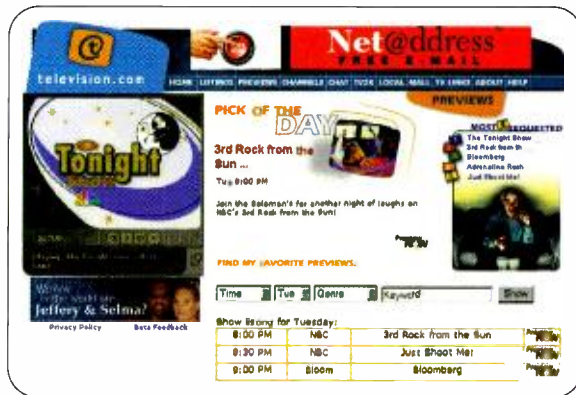 Net@ddress
FREE E-MAIL
television.com
HOME LISTINGS PREVIEWS CHANNELS CHAT TV2K LOCAL MALL TV LINKS ABOUT HELP
PREVIEWS
PICK OF THE
DAY
3rd Rock from the
Sun ...
Tue 8:00 PM
Join the Solomon's for another night of laughs on
NBC's 3rd Rock from the Sun!
MOST REQUESTED
The Tonight Show
3rd Rock from th
Bloomberg
Adrenaline Rush
Just Shoot Me!
Tonight
FIND MY FAVORITE PREVIEWS.
Time Tue Genre Keyword Show
Jeffery & Selma?
Privacy Policy Beta Feedback
Show listing for Tuesday:
8:00 PM NBC 3rd Rock from the Sun
8:30 PM NBC Just Shoot Me!
9:00 PM Bloom Bloomberg